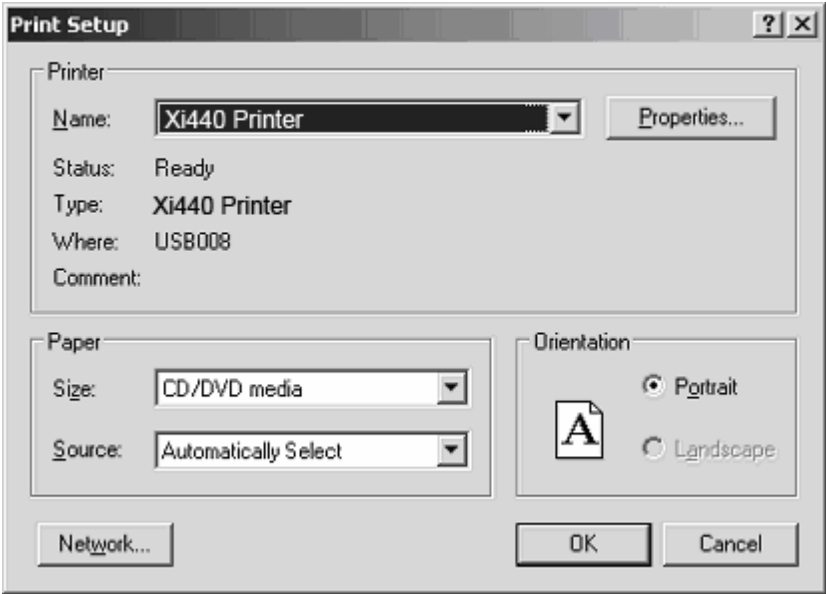 Print Setup
Printer
Name: Xi440 Printer Properties...
Status: Ready
Type: Xi440 Printer
Where: USB008
Comment:
Paper
Size: CD/DVD media
Source: Automatically Select
Orientation
A
Portrait
Landscape
Network... OK Cancel